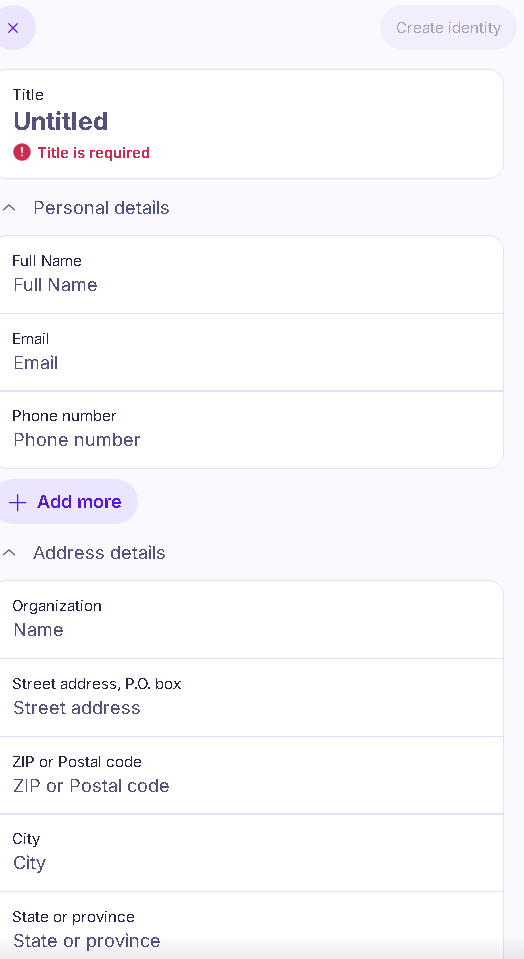 Create identity
Title
Untitled
Title is required
Personal details
Full Name
Full Name
Email
Email
Phone number
Phone number
Add more
Address details
Organization
Name
Street address, P.O. box
Street address
ZIP or Postal code
ZIP or Postal code
City
City
State or province
State or province